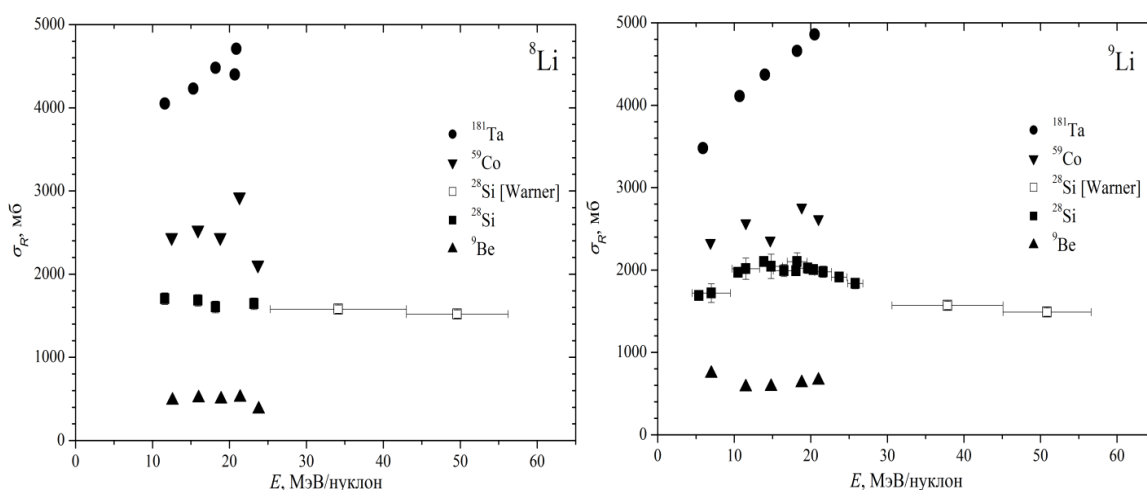 5000
4000
3000
2000
1000
0
σR, мб
0 10 20 30 40 50 60
E, МэВ/нуклон
⁸Li
¹⁸¹Ta
⁵⁹Co
²⁸Si [Warner]
²⁸Si
⁹Be
5000
4000
3000
2000
1000
0
σR, мб
0 10 20 30 40 50 60
E, МэВ/нуклон
⁹Li
¹⁸¹Ta
⁵⁹Co
²⁸Si [Warner]
²⁸Si
⁹Be